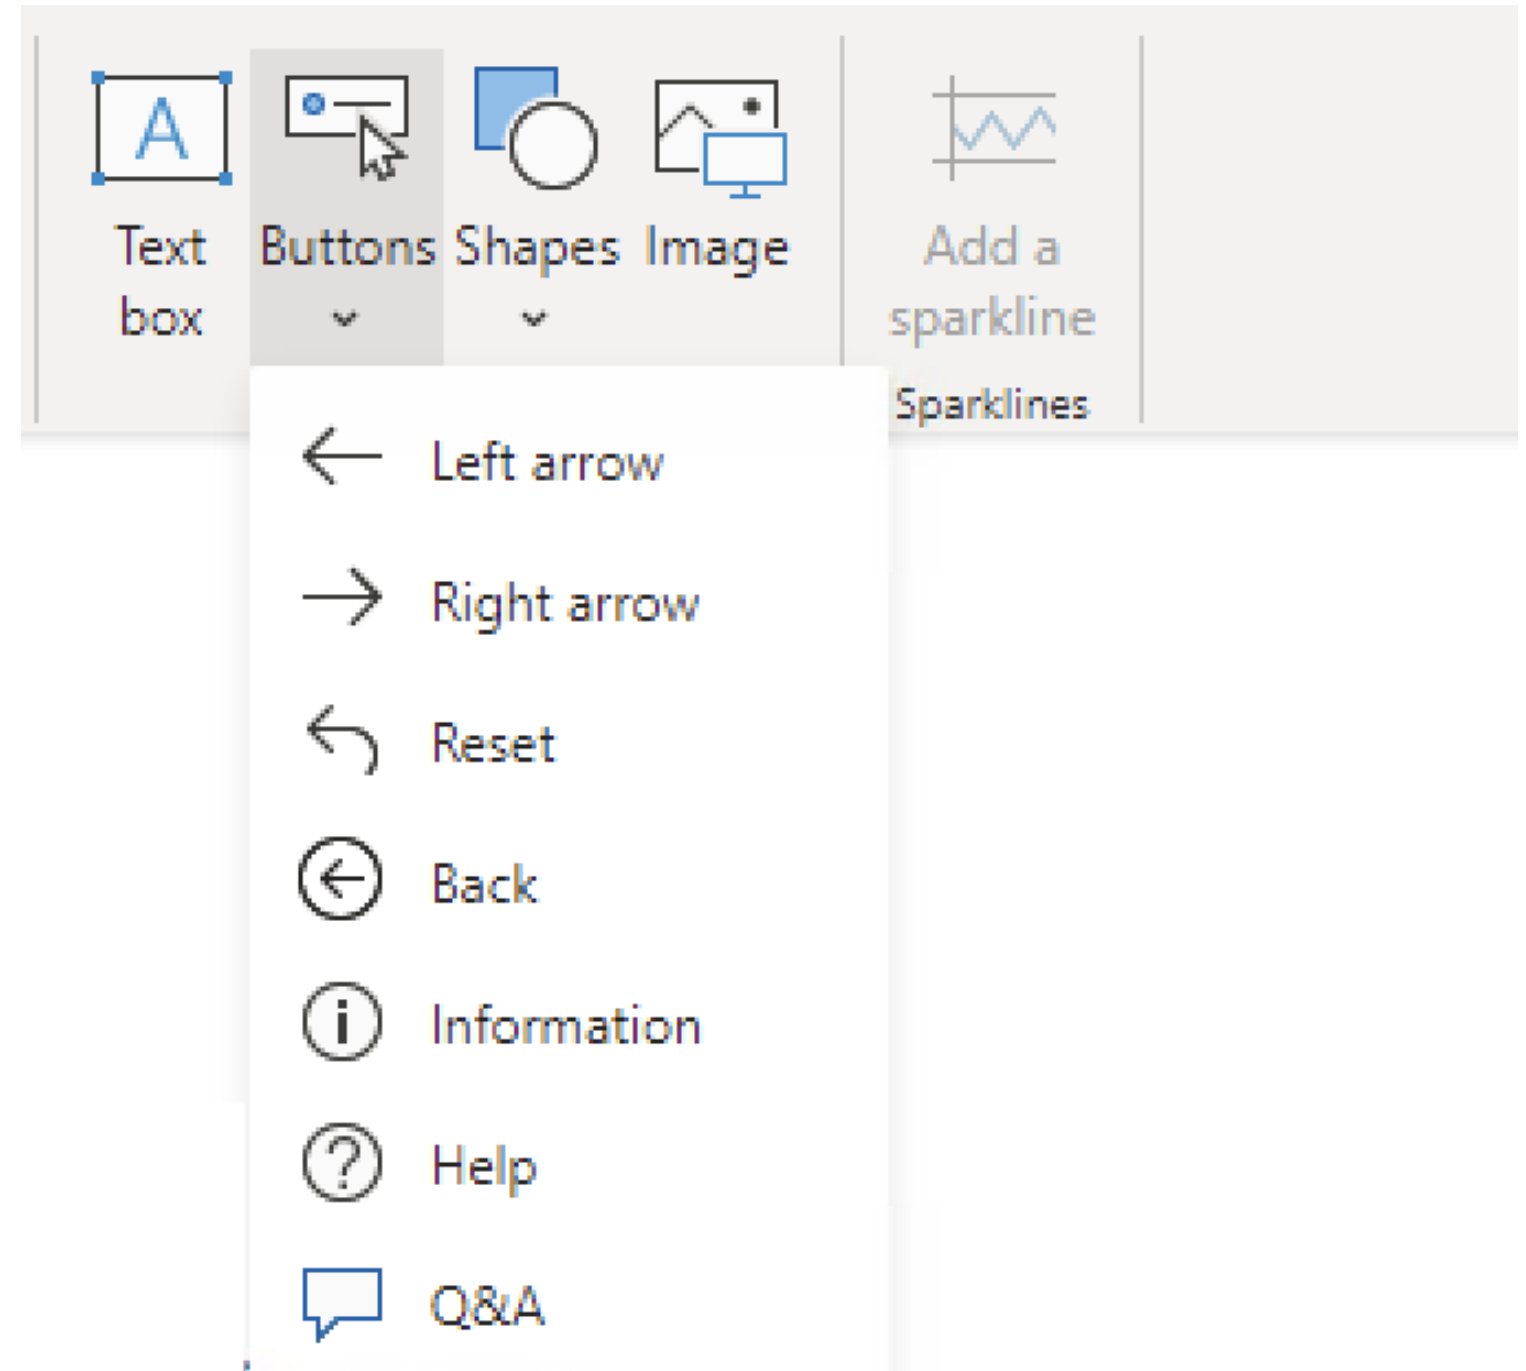 Text
box
Buttons
Shapes
Image
Add a
sparkline
Sparklines
Left arrow
Right arrow
Reset
Back
Information
Help
Q&A